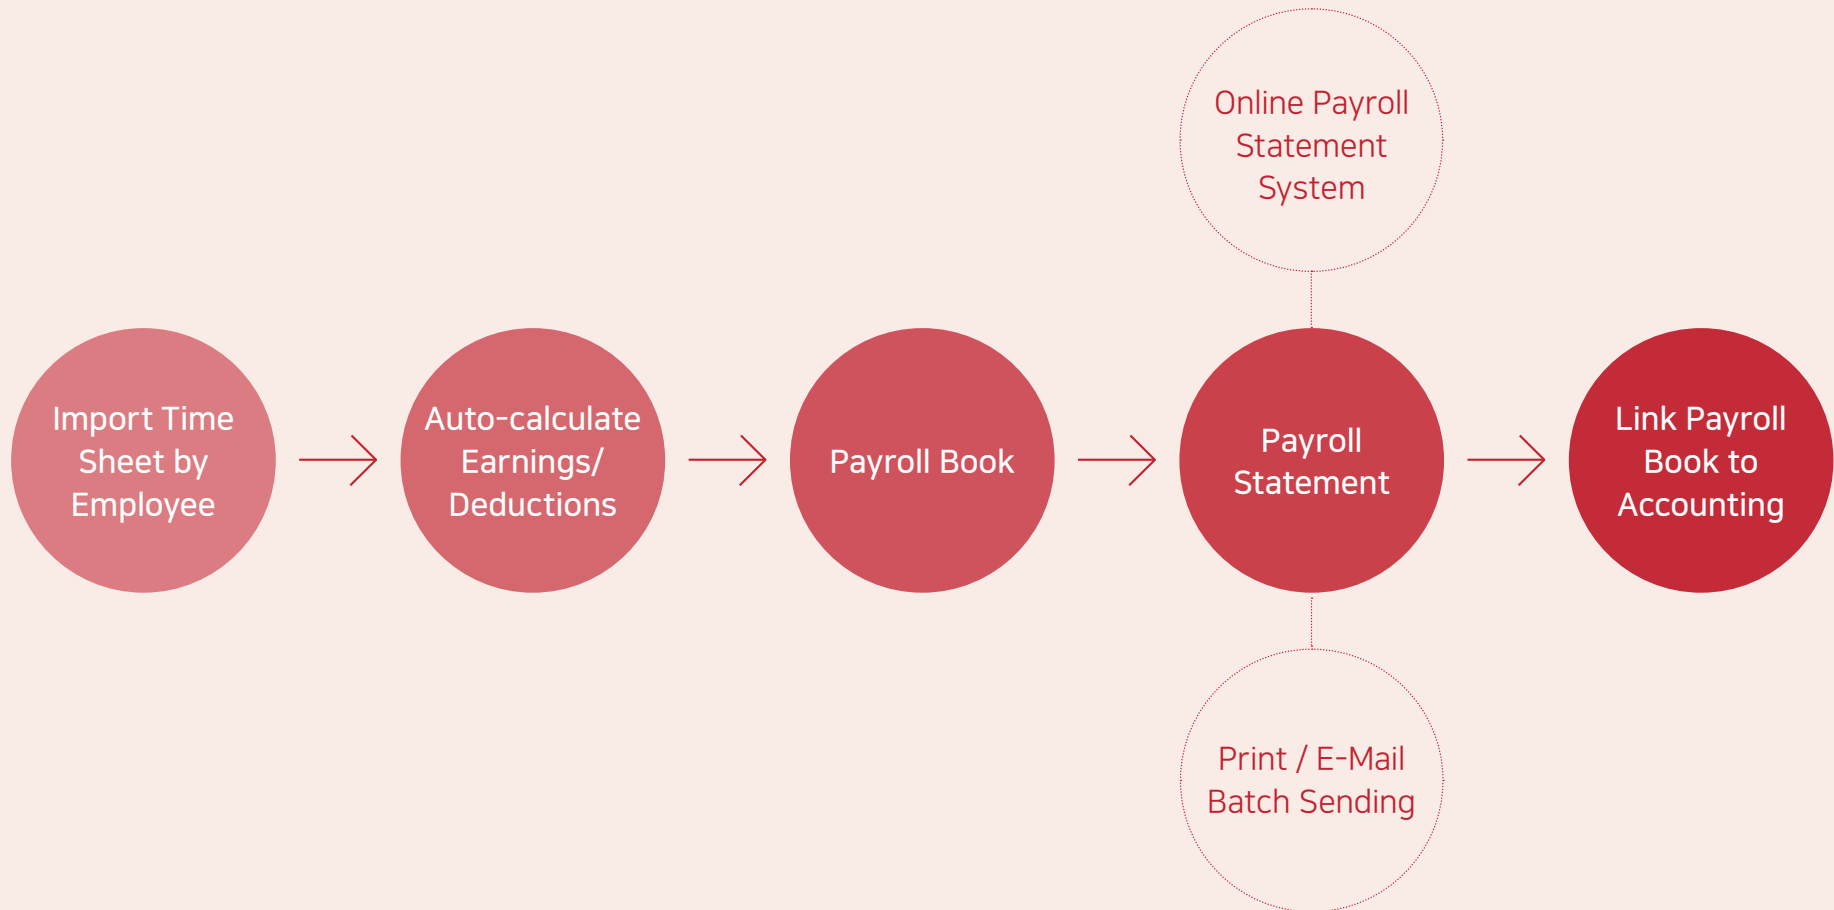 Import Time
Sheet by
Employee
Auto-calculate
Earnings/
Deductions
Payroll Book
Online Payroll
Statement
System
Payroll
Statement
Print / E-Mail
Batch Sending
Link Payroll
Book to
Accounting